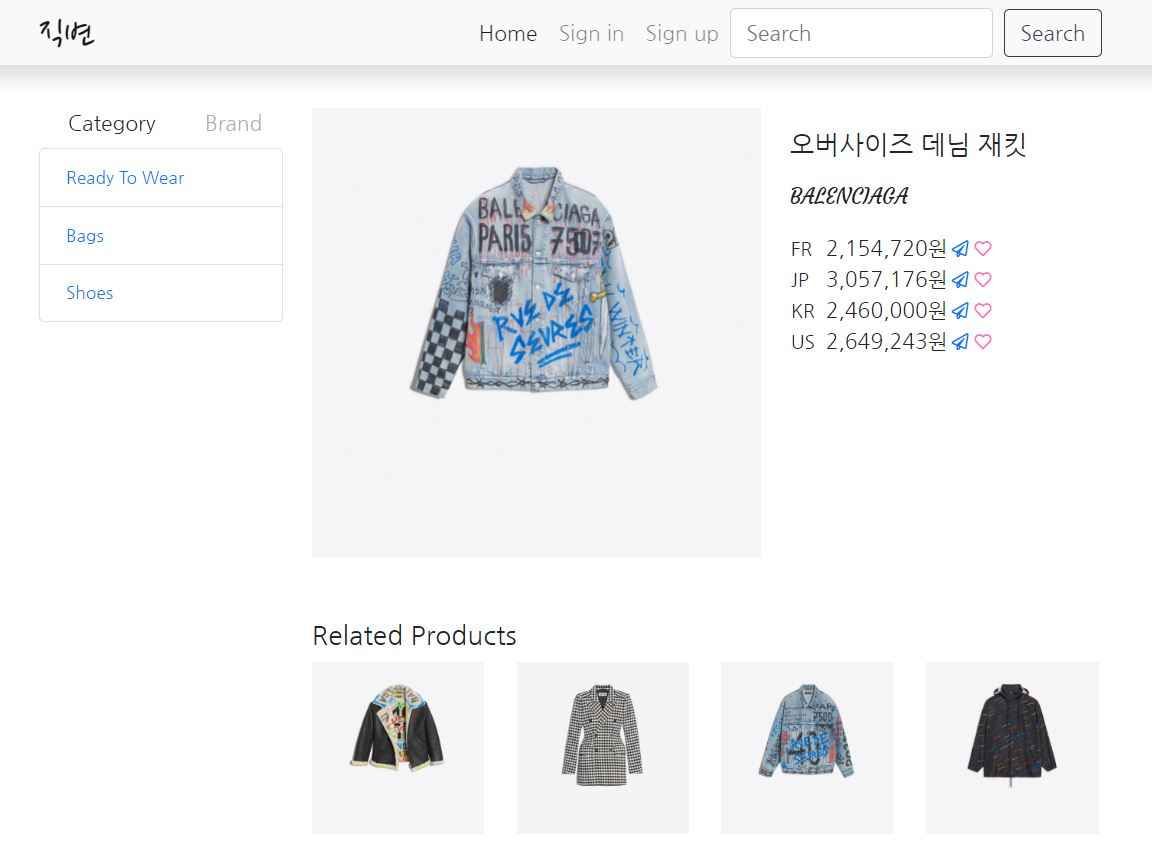 직변
Home Sign in Sign up Search Search
Category Brand
Ready To Wear
Bags
Shoes
BALENCIAGA
PARIS 75007
RUE DE
SEVRES
오버사이즈 데님 재킷
BALENCIAGA
FR 2,154,720원
JP 3,057,176원
KR 2,460,000원
US 2,649,243원
Related Products